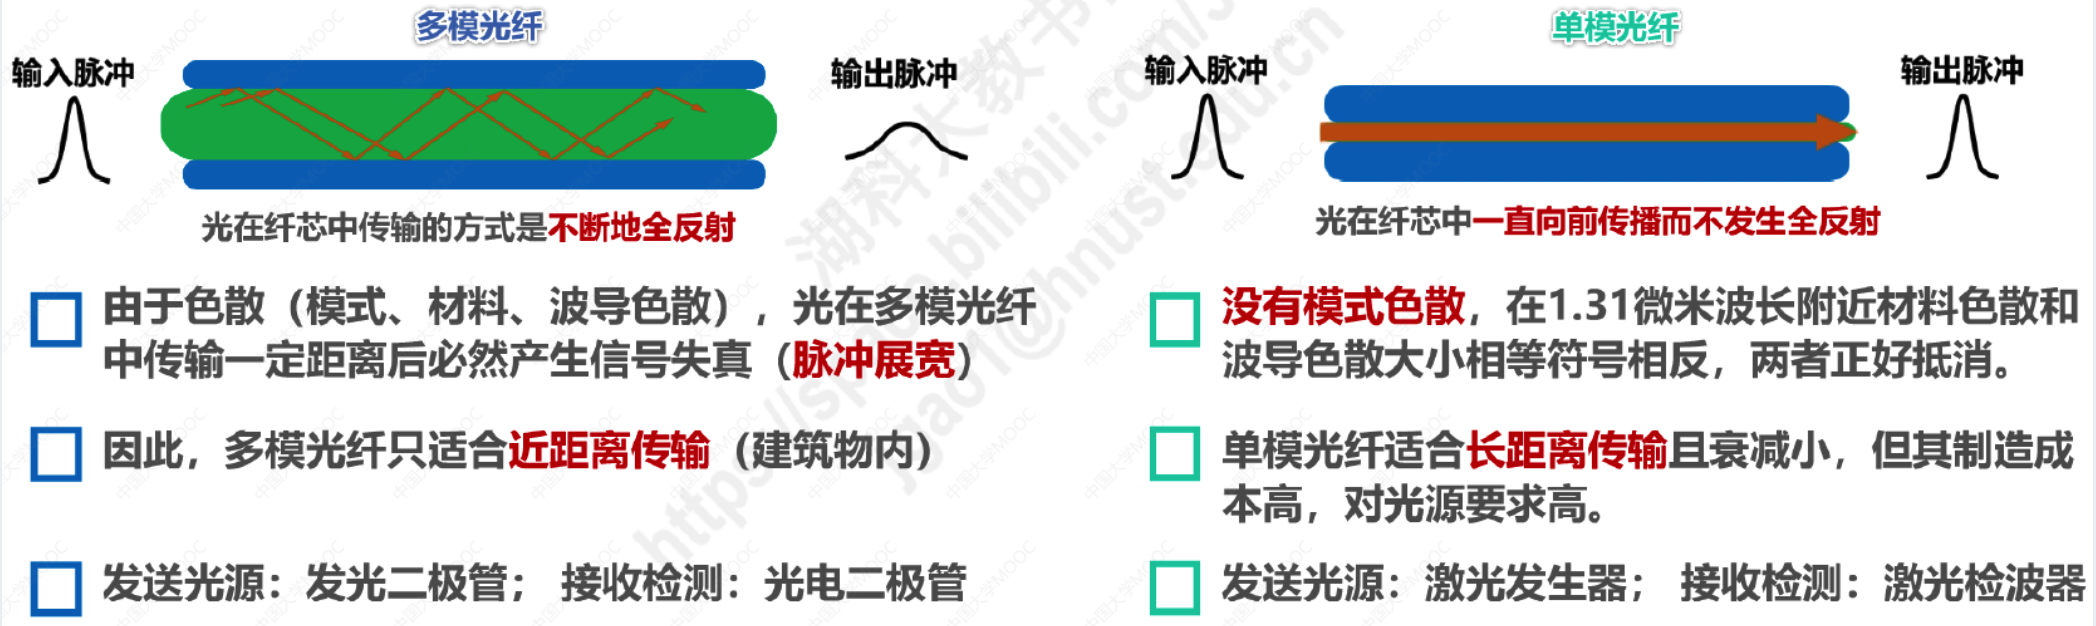 多模光纤
输入脉冲
输出脉冲
光在纤芯中传输的方式是不断地全反射
由于色散（模式、材料、波导色散），光在多模光纤
中传输一定距离后必然产生信号失真（脉冲展宽）
因此，多模光纤只适合近距离传输（建筑物内）
发送光源：发光二极管； 接收检测：光电二极管
单模光纤
输入脉冲
输出脉冲
光在纤芯中一直向前传播而不发生全反射
没有模式色散，在1.31微米波长附近材料色散和
波导色散大小相等符号相反，两者正好抵消。
单模光纤适合长距离传输且衰减小，但其制造成
本高，对光源要求高。
发送光源：激光发生器； 接收检测：激光检波器
湖科大教书
中国大学MOOC